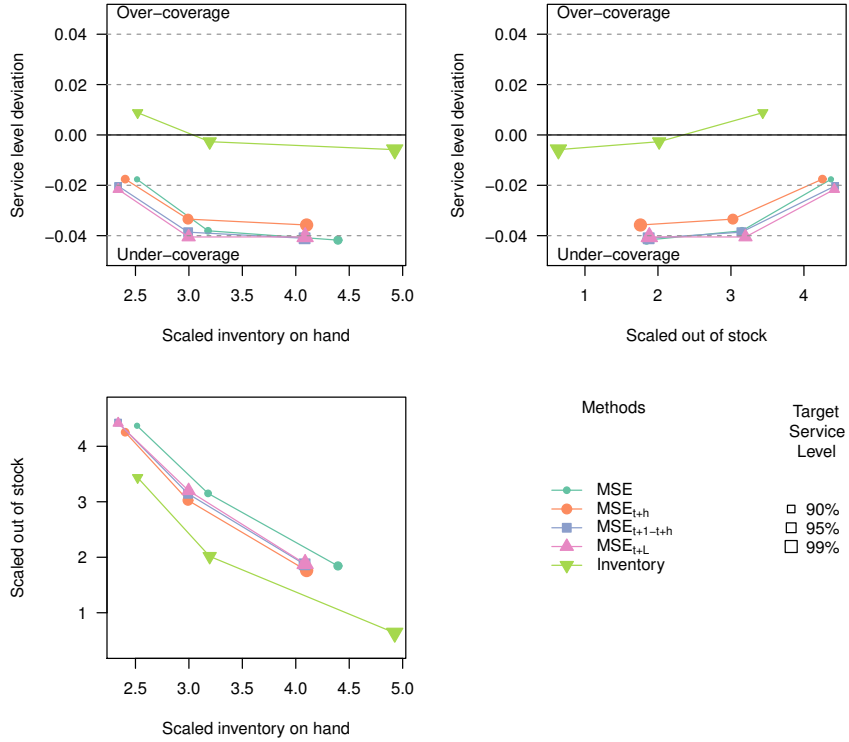 Over−coverage
0.04
0.02
0.00
−0.02
−0.04
Service level deviation
Under−coverage
2.5 3.0 3.5 4.0 4.5 5.0
Scaled inventory on hand
Over−coverage
0.04
0.02
0.00
−0.02
−0.04
Service level deviation
Under−coverage
1 2 3 4
Scaled out of stock
4
3
2
1
Scaled out of stock
2.5 3.0 3.5 4.0 4.5 5.0
Scaled inventory on hand
Methods
MSE
MSEt+h
MSEt+1−t+h
MSEt+L
Inventory
Target
Service
Level
90%
95%
99%